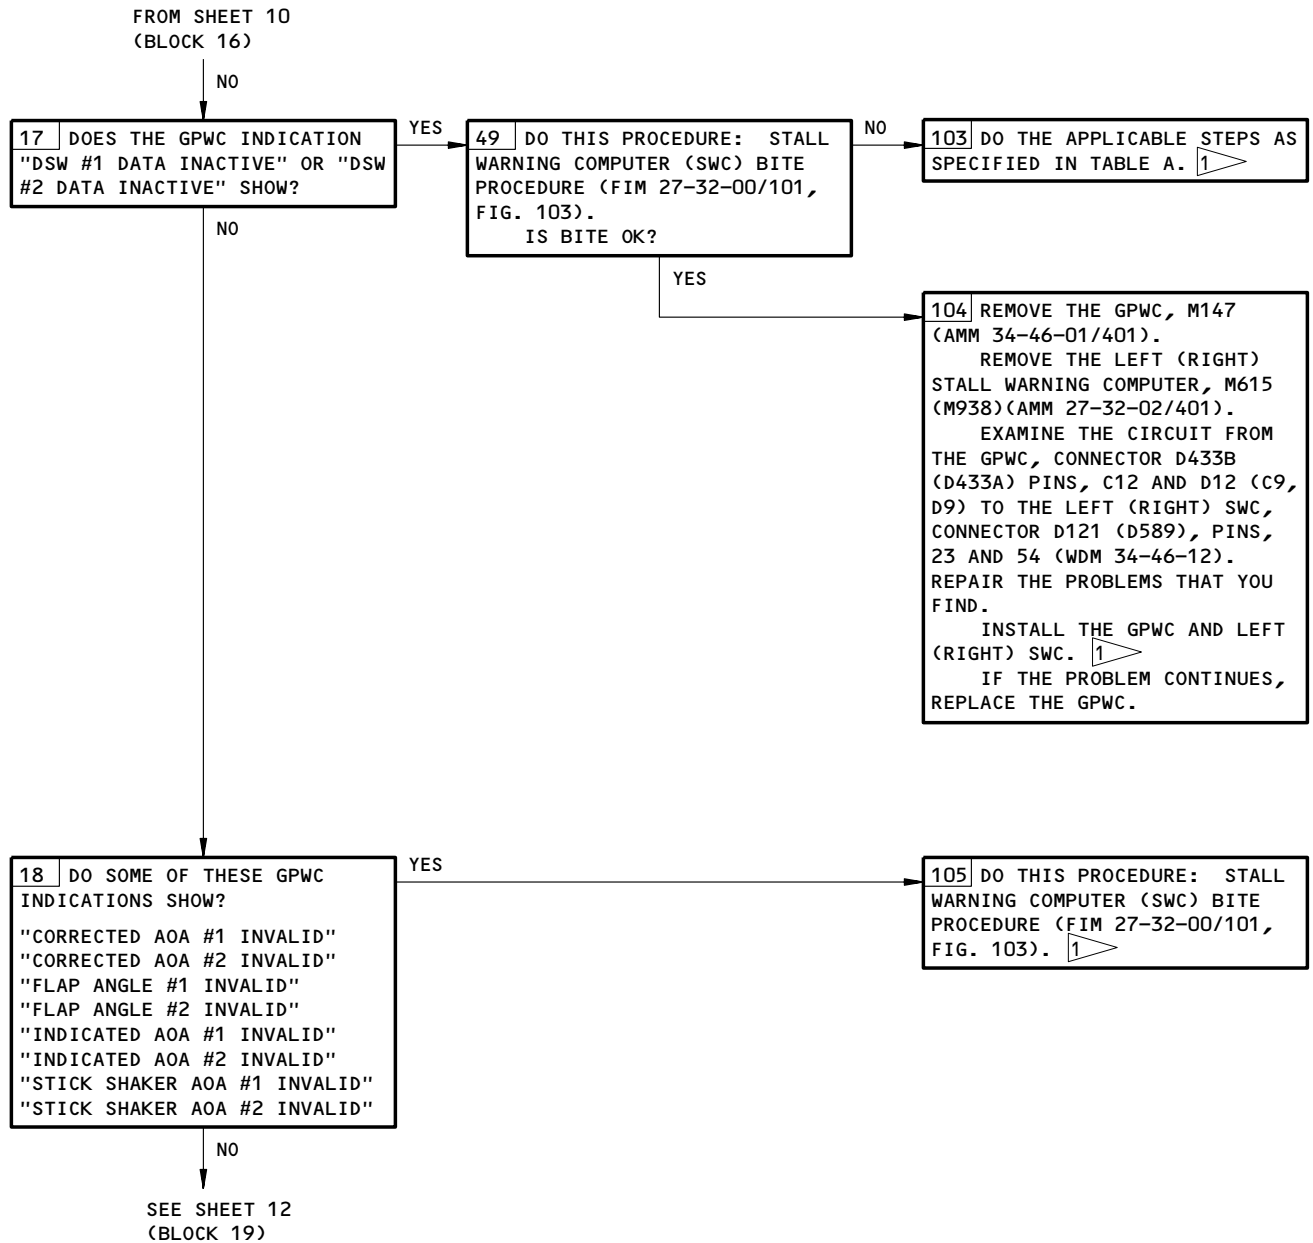 FROM SHEET 10
(BLOCK 16)
NO
17 DOES THE GPWC INDICATION
"DSW #1 DATA INACTIVE" OR "DSW
#2 DATA INACTIVE" SHOW?
YES
49 DO THIS PROCEDURE: STALL
WARNING COMPUTER (SWC) BITE
PROCEDURE (FIM 27-32-00/101,
FIG. 103).
IS BITE OK?
NO
103 DO THE APPLICABLE STEPS AS
SPECIFIED IN TABLE A. 1
NO
YES
104 REMOVE THE GPWC, M147
(AMM 34-46-01/401).
REMOVE THE LEFT (RIGHT)
STALL WARNING COMPUTER, M615
(M938)(AMM 27-32-02/401).
EXAMINE THE CIRCUIT FROM
THE GPWC, CONNECTOR D433B
(D433A) PINS, C12 AND D12 (C9,
D9) TO THE LEFT (RIGHT) SWC,
CONNECTOR D121 (D589), PINS,
23 AND 54 (WDM 34-46-12).
REPAIR THE PROBLEMS THAT YOU
FIND.
INSTALL THE GPWC AND LEFT
(RIGHT) SWC. 1
IF THE PROBLEM CONTINUES,
REPLACE THE GPWC.
18 DO SOME OF THESE GPWC
INDICATIONS SHOW?
"CORRECTED AOA #1 INVALID"
"CORRECTED AOA #2 INVALID"
"FLAP ANGLE #1 INVALID"
"FLAP ANGLE #2 INVALID"
"INDICATED AOA #1 INVALID"
"INDICATED AOA #2 INVALID"
"STICK SHAKER AOA #1 INVALID"
"STICK SHAKER AOA #2 INVALID"
YES
105 DO THIS PROCEDURE: STALL
WARNING COMPUTER (SWC) BITE
PROCEDURE (FIM 27-32-00/101,
FIG. 103). 1
NO
SEE SHEET 12
(BLOCK 19)